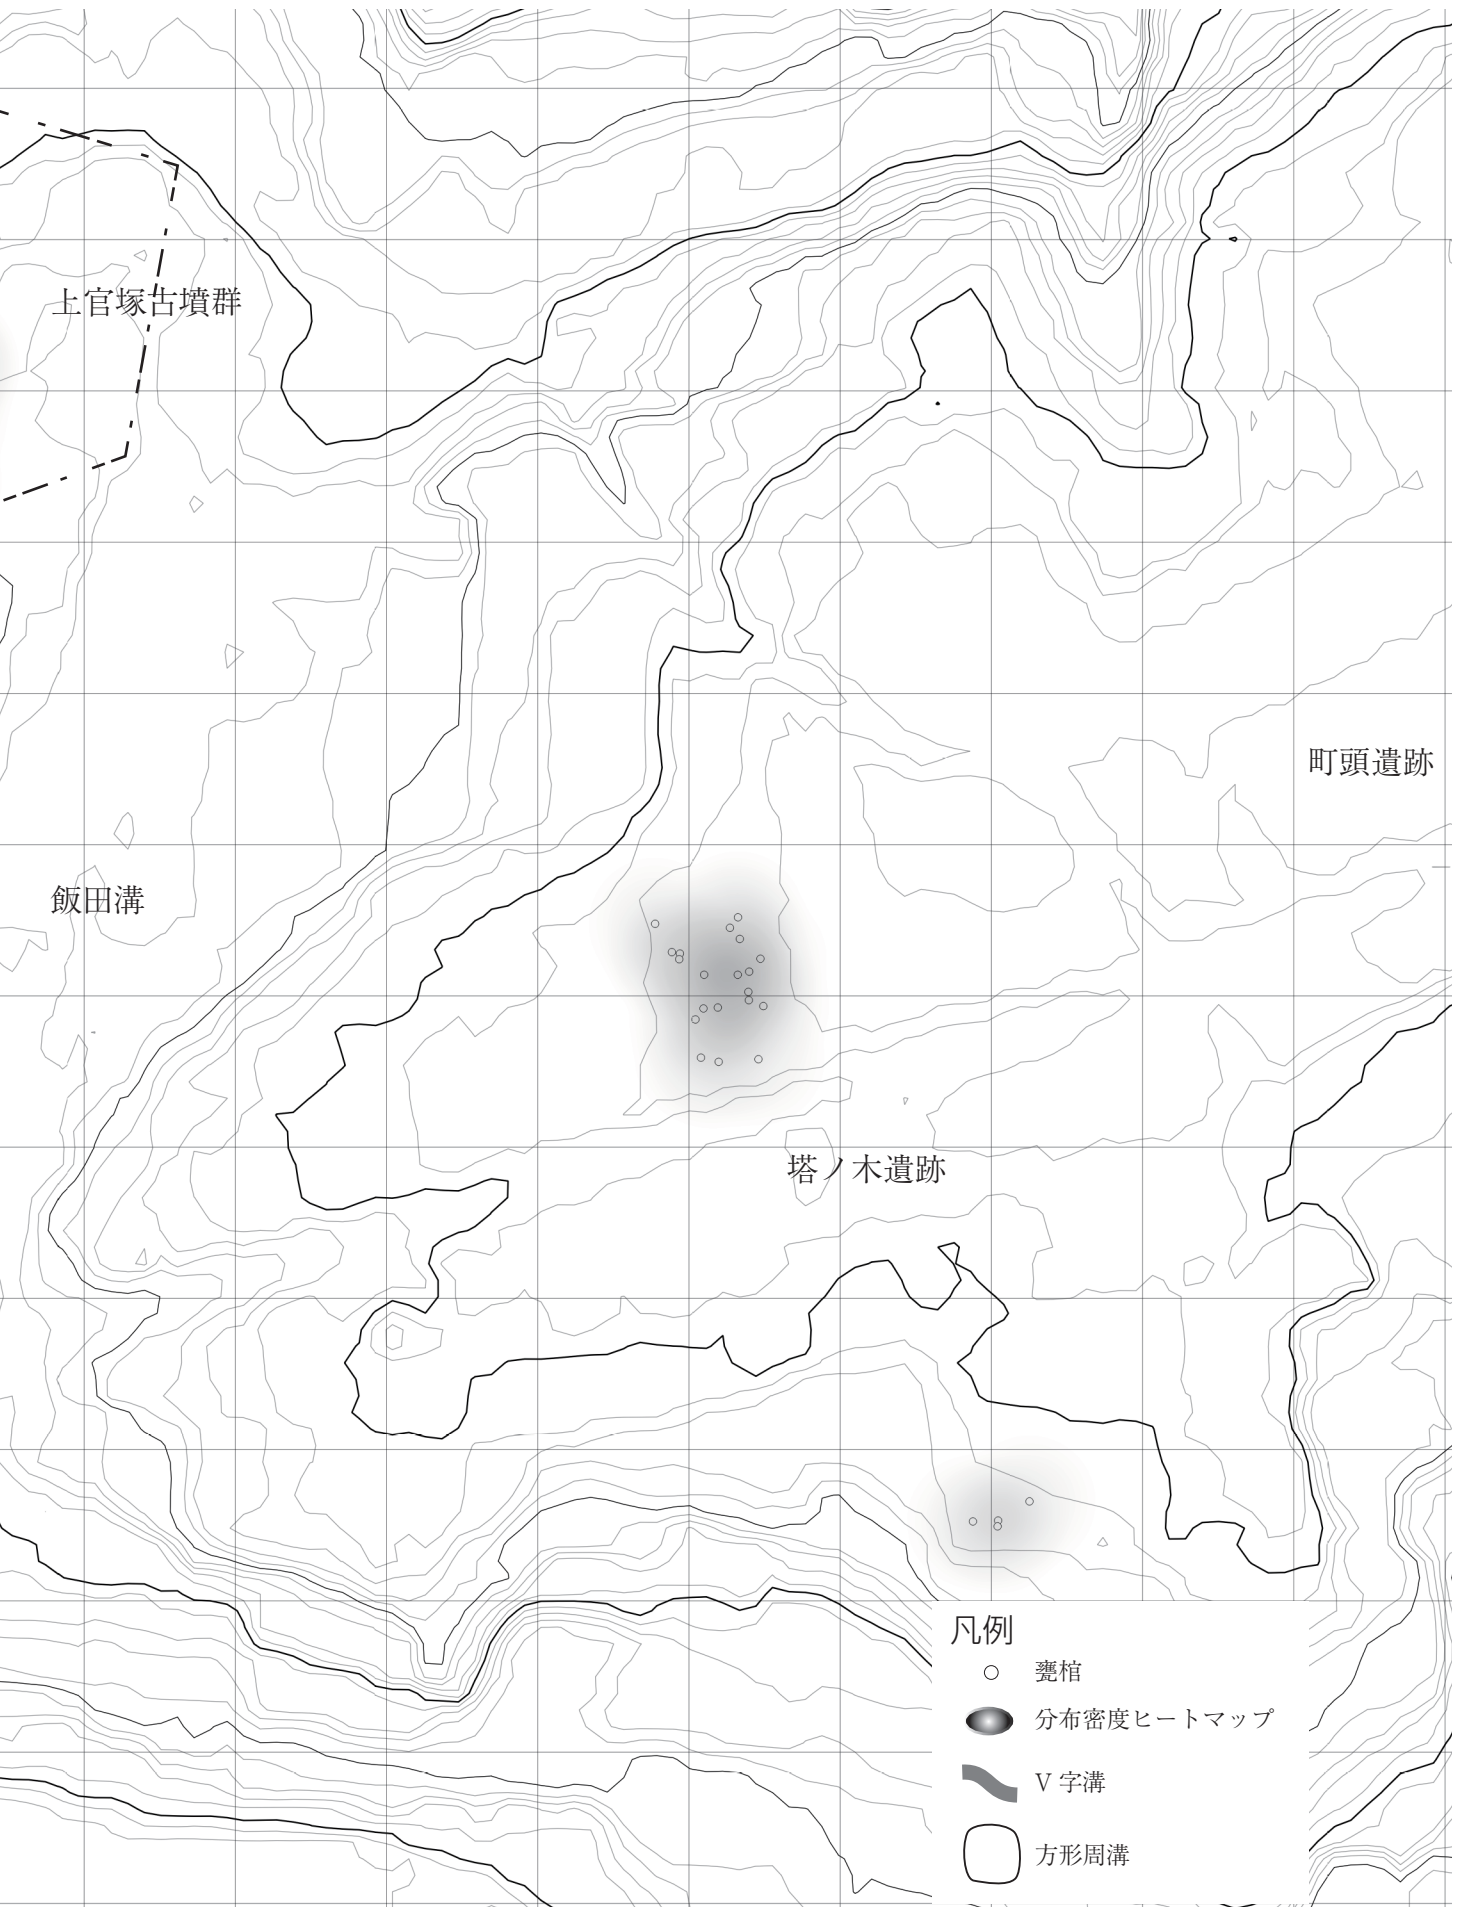 上官塚古墳群
町頭遺跡
飯田溝
塔ノ木遺跡
凡例
甕棺
分布密度ヒートマップ
V 字溝
方形周溝